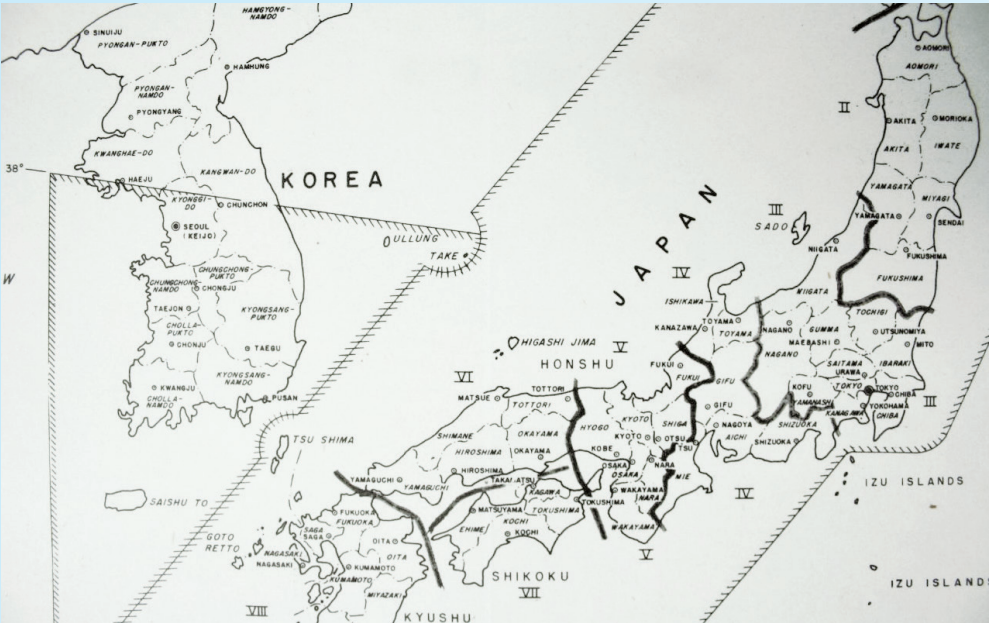 HAMGYONG-
NAMDO
SINUIJU
PYONGAN-PUKTO
HAMHUNG
PYONGAN-
NAMDO
PYONGYANG
KWANGHAE-DO
KANGWAN-DO
38°
HAEJU
KOREA
KYONGGI-
DO
CHUNCHON
SEOUL
(KEIJO)
OULLUNG
TAKE
W
CHUNGCHONG-
PUKTO
CHUNGCHONG-
NAMDO
CHONGJU
TAEJON
KYONGSANG-
PUKTO
CHOLLA-
PUKTO
CHONJU
TAEGU
KYONGSANG-
NAMDO
KWANGJU
CHOLLA-
NAMDO
PUSAN
TSU SHIMA
SAISHU TO
GOTO
RETTO
JAPAN
AOMORI
AOMORI
II
AKITA
MORIOKA
AKITA
IWATE
YAMAGATA
MIYAGI
YAMAGATA
SENDAI
III
SADO
NIIGATA
FUKUSHIMA
FUKUSHIMA
IV
ISHIKAWA
NIIGATA
TOCHIGI
TOYAMA
KANAZAWA
TOYAMA
NAGANO
GUMMA
UTSUNOMIYA
MAEBASHI
MITO
NAGANO
HIGASHI JIMA
V
HONSHU
FUKUI
FUKUI
GIFU
SAITAMA
IBARAKI
URAWA
KOFU
TOKYO
TOKYO
YAMANASHI
CHIBA
VI
TOTTORI
MATSUE
TOTTORI
GIFU
KANAGAWA
YOKOHAMA
CHIBA
III
SHIZUOKA
HYOGO
KYOTO
SHIGA
NAGOYA
AICHI
SHIZUOKA
SHIMANE
OKAYAMA
KYOTO
OTSU
TSU
HIROSHIMA
OKAYAMA
KOBE
OSAKA
OSAKA
NARA
MIE
HIROSHIMA
YAMAGUCHI
YAMAGUCHI
TAKAMATSU
KAGAWA
TOKUSHIMA
WAKAYAMA
NARA
IV
IZU ISLANDS
FUKUOKA
FUKUOKA
MATSUYAMA
TOKUSHIMA
KOCHI
WAKAYAMA
EHIME
KOCHI
SAGA
SAGA
OITA
OITA
V
NAGASAKI
NAGASAKI
KUMAMOTO
SHIKOKU
KUMAMOTO
IZU ISLANDS
VII
MIYAZAKI
VIII
KYUSHU